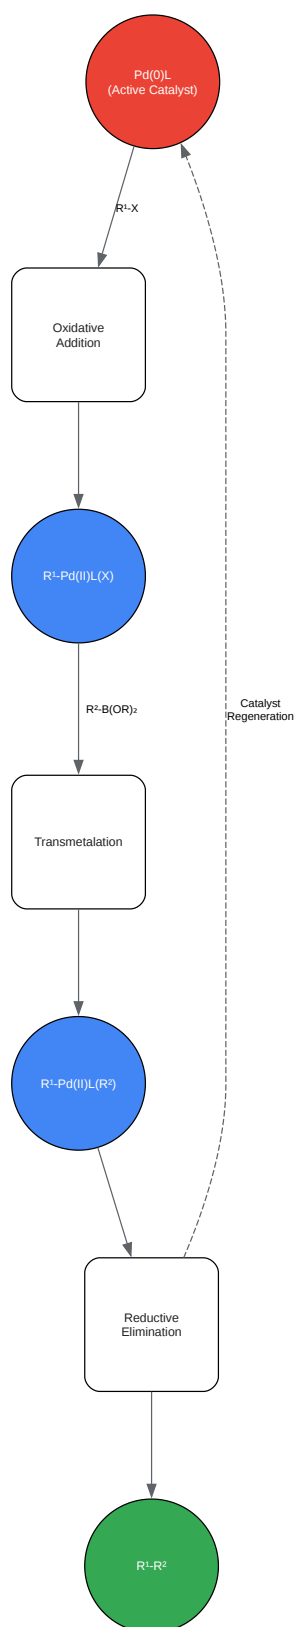 Pd(0)L
(Active Catalyst)
R¹-X
Oxidative
Addition
R¹-Pd(II)L(X)
R²-B(OR)₂
Catalyst
Regeneration
Transmetalation
R¹-Pd(II)L(R²)
Reductive
Elimination
R¹-R²